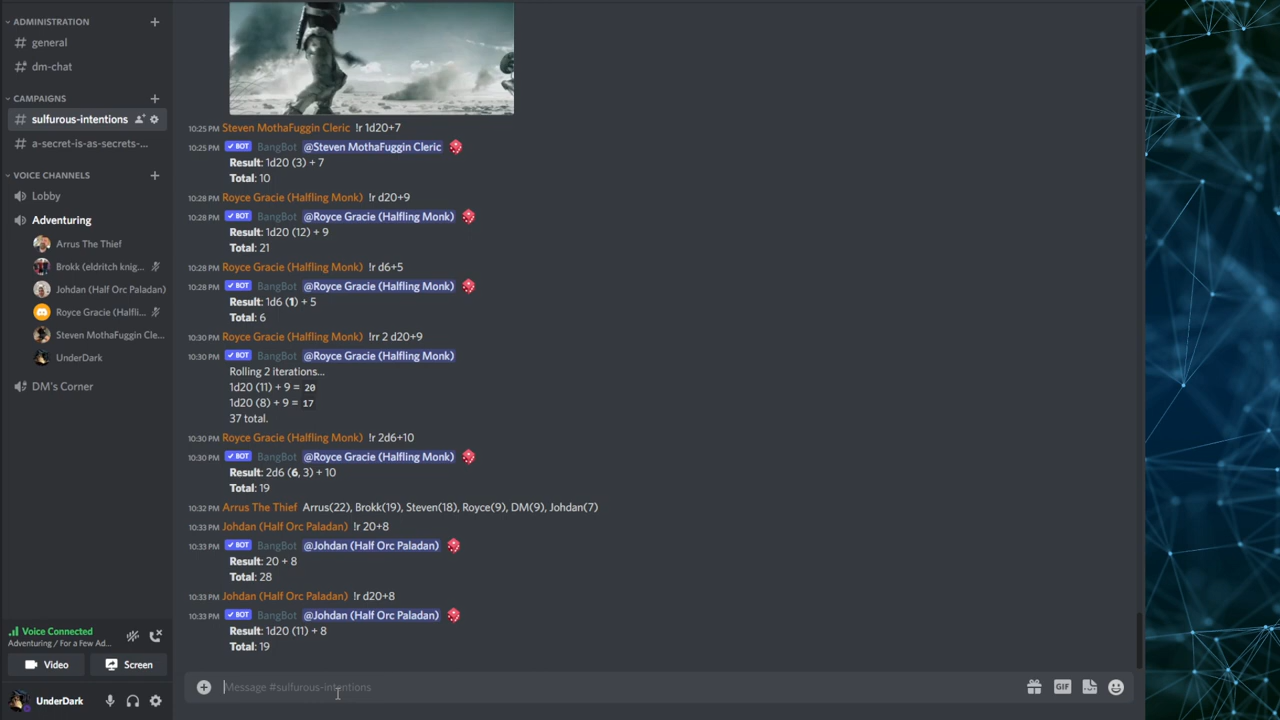 ADMINISTRATION
general
dm-chat
CAMPAIGNS
sulfurous-intentions
a-secret-is-as-secrets-...
VOICE CHANNELS
Lobby
Adventuring
Arrus The Thief
Brokk (eldritch knig...
Johdan (Half Orc Paladan)
Royce Gracie (Halfli...
Steven MothaFuggin Cle...
UnderDark
DM's Corner
Voice Connected
Adventuring / For a Few Ad...
Video
Screen
UnderDark
10:25 PM Steven MothaFuggin Cleric !r 1d20+7
10:25 PM BOT BangBot @Steven MothaFuggin Cleric
Result: 1d20 (3) + 7
Total: 10
10:28 PM Royce Gracie (Halfling Monk) !r d20+9
10:28 PM BOT BangBot @Royce Gracie (Halfling Monk)
Result: 1d20 (12) + 9
Total: 21
10:28 PM Royce Gracie (Halfling Monk) !r d6+5
10:28 PM BOT BangBot @Royce Gracie (Halfling Monk)
Result: 1d6 (1) + 5
Total: 6
10:30 PM Royce Gracie (Halfling Monk) !rr 2 d20+9
10:30 PM BOT BangBot @Royce Gracie (Halfling Monk)
Rolling 2 iterations...
1d20 (11) + 9 = 20
1d20 (8) + 9 = 17
37 total.
10:30 PM Royce Gracie (Halfling Monk) !r 2d6+10
10:30 PM BOT BangBot @Royce Gracie (Halfling Monk)
Result: 2d6 (6, 3) + 10
Total: 19
10:32 PM Arrus The Thief Arrus(22), Brokk(19), Steven(18), Royce(9), DM(9), Johdan(7)
10:33 PM Johdan (Half Orc Paladan) !r 20+8
10:33 PM BOT BangBot @Johdan (Half Orc Paladan)
Result: 20 + 8
Total: 28
10:33 PM Johdan (Half Orc Paladan) !r d20+8
10:33 PM BOT BangBot @Johdan (Half Orc Paladan)
Result: 1d20 (11) + 8
Total: 19
Message #sulfurous-intentions
GIF